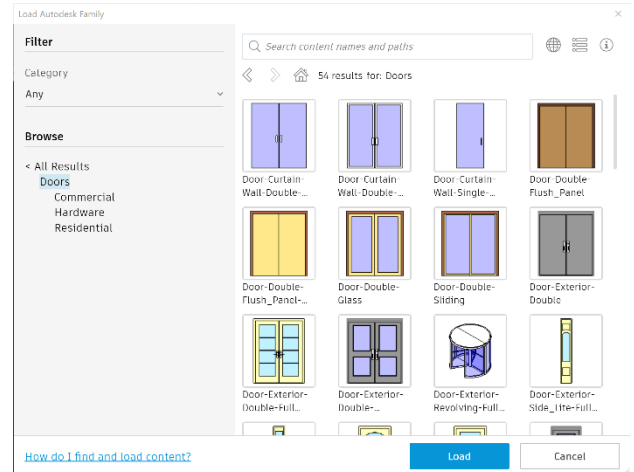 Load Autodesk Family
Filter
Category
Any
Browse
< All Results
Doors
Commercial
Hardware
Residential
Search content names and paths
54 results for: Doors
Door-Curtain-
Wall-Double-...
Door-Curtain-
Wall-Double-...
Door-Curtain-
Wall-Single-...
Door-Double-
Flush_Panel
Door-Double-
Flush_Panel-...
Door-Double-
Glass
Door-Double-
Sliding
Door-Exterior-
Double
Door-Exterior-
Double-Full...
Door-Exterior-
Double-...
Door-Exterior-
Revolving-Full...
Door-Exterior-
Side_Lite-Full...
How do I find and load content?
Load
Cancel